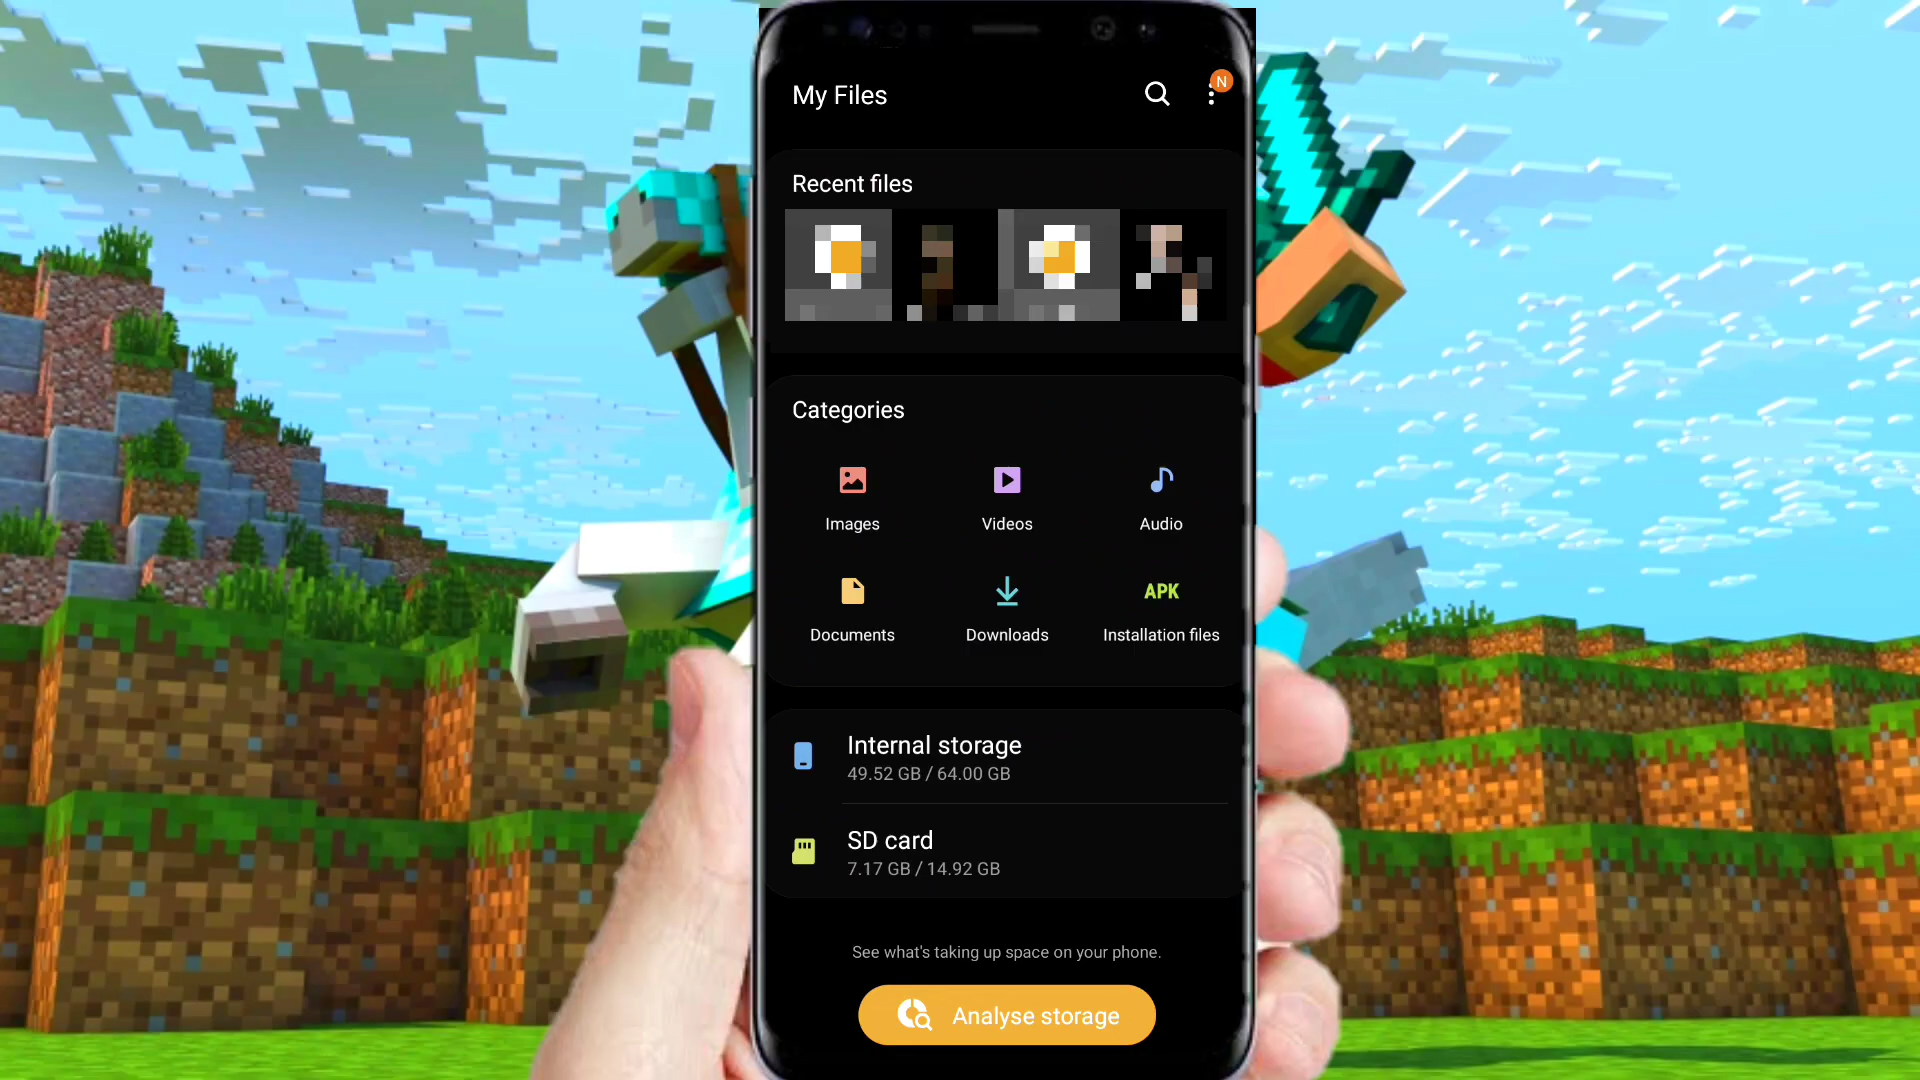 My Files
N
Recent files
Categories
Images
Videos
Audio
APK
Documents
Downloads
Installation files
Internal storage
49.52 GB / 64.00 GB
SD card
7.17 GB / 14.92 GB
See what's taking up space on your phone.
Analyse storage